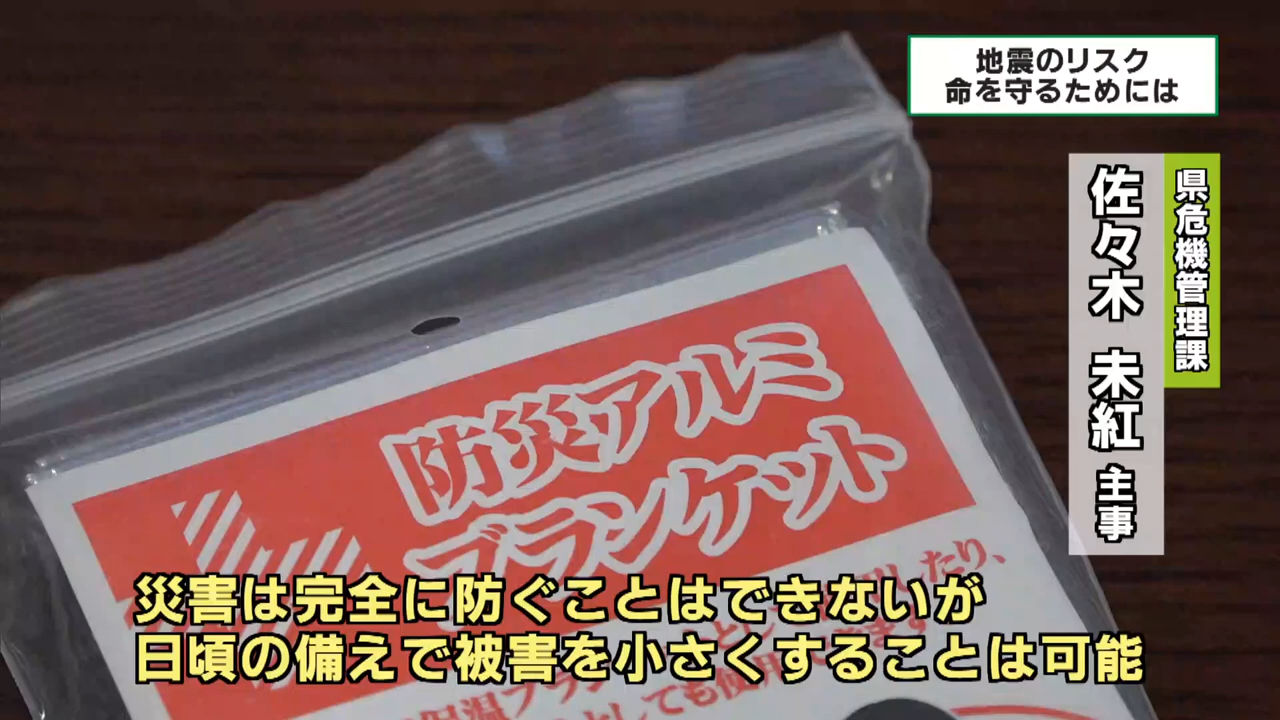 地震のリスク
命を守るためには
県危機管理課
佐々木 未紅 主事
防災アルミ
ブランケット
災害は完全に防ぐことはできないが
日頃の備えで被害を小さくすることは可能